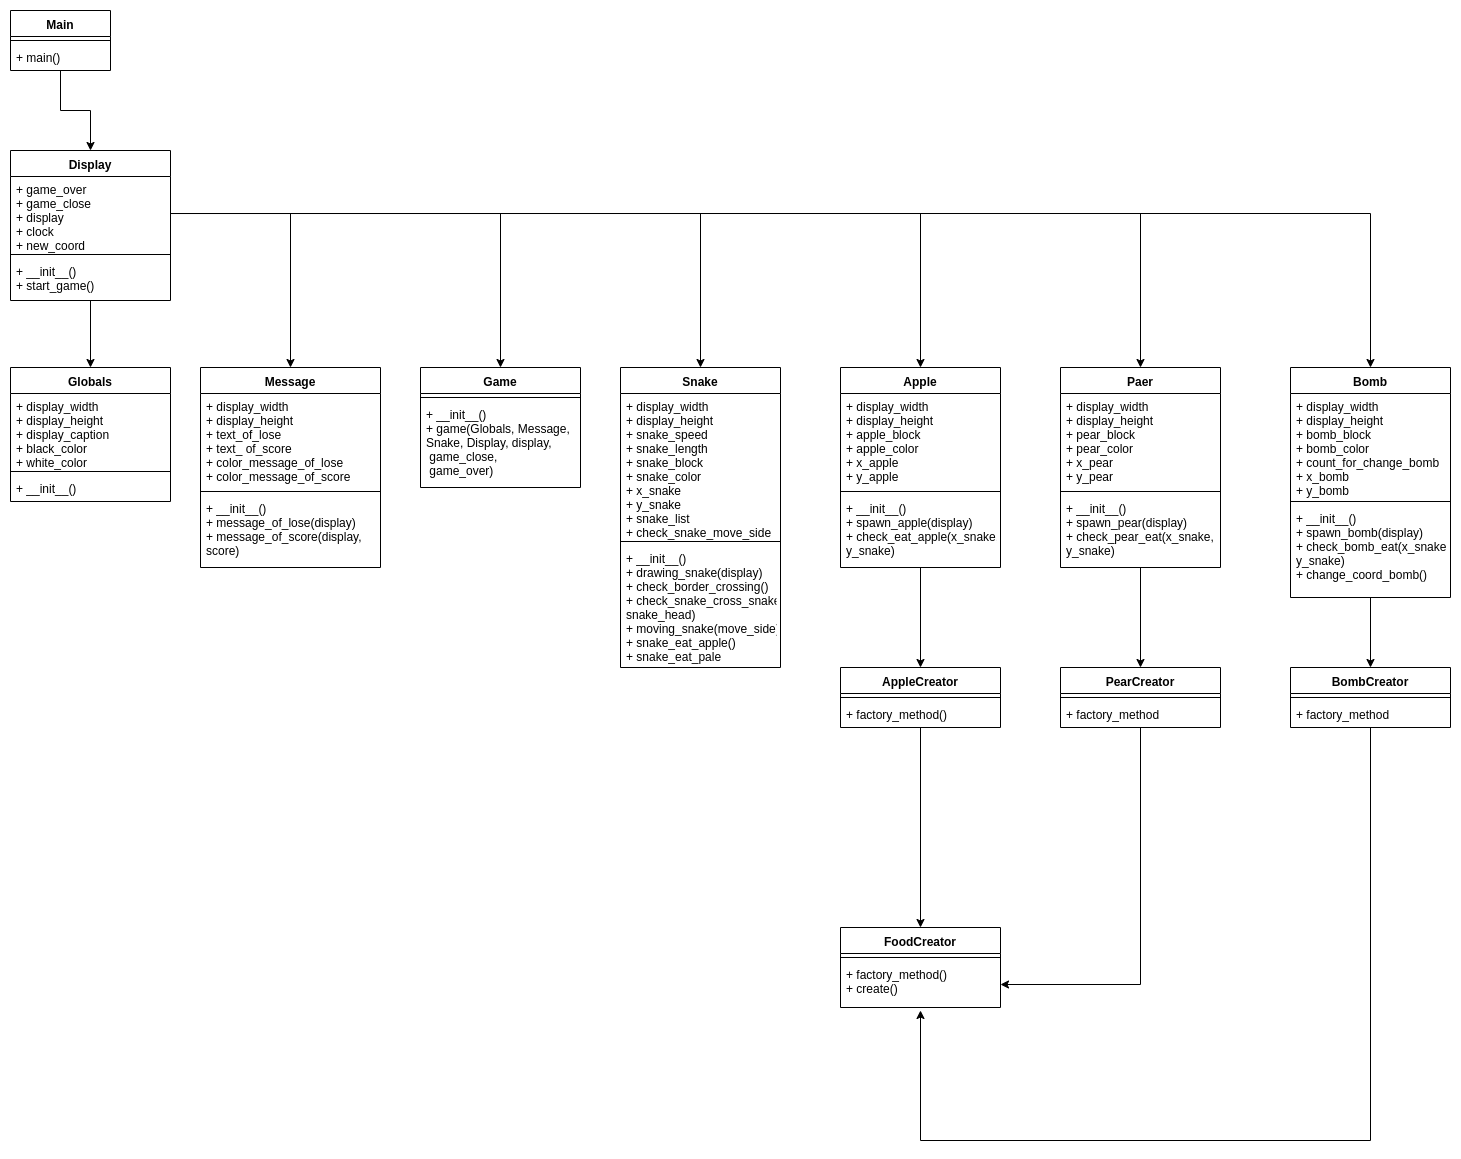 Main
+ main()
Display
+ game_over
+ game_close
+ display
+ clock
+ new_coord
+ __init__()
+ start_game()
Globals
+ display_width
+ display_height
+ display_caption
+ black_color
+ white_color
+ __init__()
Message
+ display_width
+ display_height
+ text_of_lose
+ text_of_score
+ color_message_of_lose
+ color_message_of_score
+ __init__()
+ message_of_lose(display)
+ message_of_score(display,
score)
Game
+ __init__()
+ game(Globals, Message,
Snake, Display, display,
game_close,
game_over)
Snake
+ display_width
+ display_height
+ snake_speed
+ snake_length
+ snake_block
+ snake_color
+ x_snake
+ y_snake
+ snake_list
+ check_snake_move_side
+ __init__()
+ drawing_snake(display)
+ check_border_crossing()
+ check_snake_cross_snake
snake_head)
+ moving_snake(move_side)
+ snake_eat_apple()
+ snake_eat_pale
Apple
+ display_width
+ display_height
+ apple_block
+ apple_color
+ x_apple
+ y_apple
+ __init__()
+ spawn_apple(display)
+ check_eat_apple(x_snake
y_snake)
Paer
+ display_width
+ display_height
+ pear_block
+ pear_color
+ x_pear
+ y_pear
+ __init__()
+ spawn_pear(display)
+ check_pear_eat(x_snake,
y_snake)
Bomb
+ display_width
+ display_height
+ bomb_block
+ bomb_color
+ count_for_change_bomb
+ x_bomb
+ y_bomb
+ __init__()
+ spawn_bomb(display)
+ check_bomb_eat(x_snake
y_snake)
+ change_coord_bomb()
AppleCreator
+ factory_method()
PearCreator
+ factory_method
BombCreator
+ factory_method
FoodCreator
+ factory_method()
+ create()